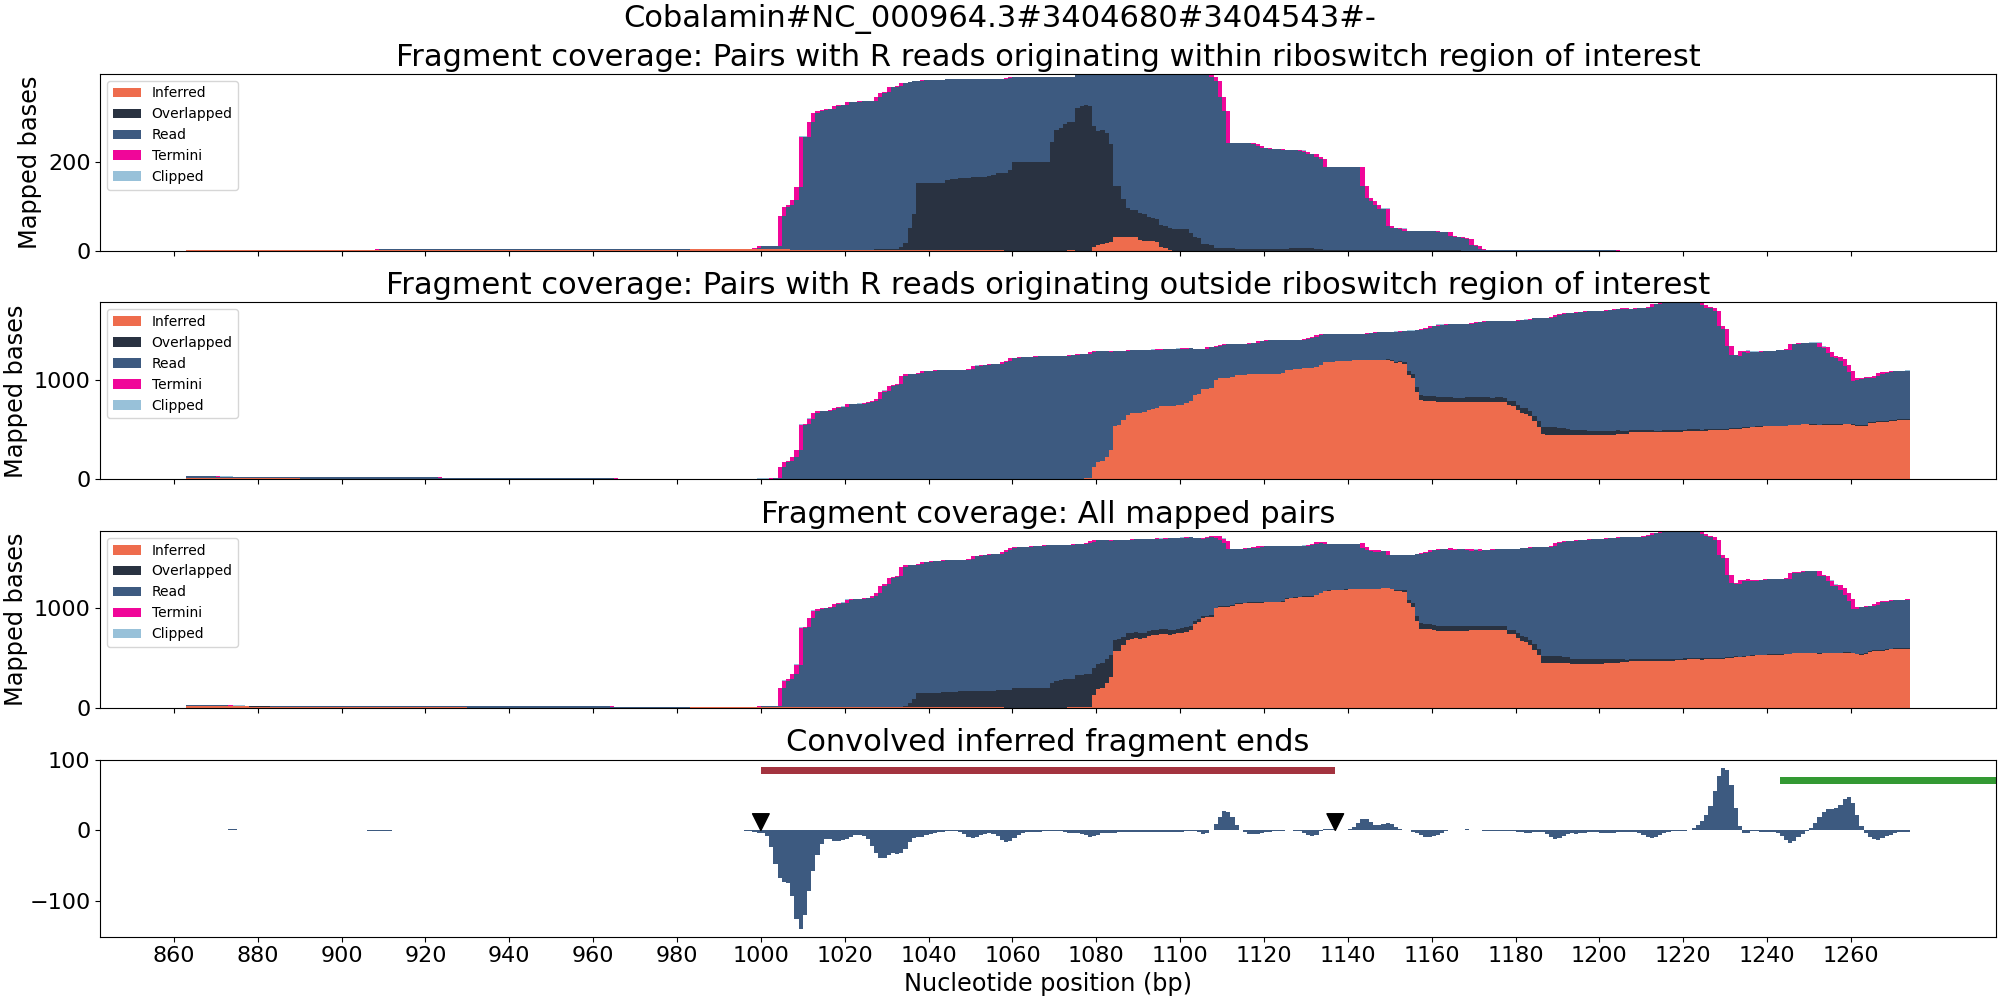 Cobalamin#NC_000964.3#3404680#3404543#-
Fragment coverage: Pairs with R reads originating within riboswitch region of interest
Mapped bases
200
0
Inferred
Overlapped
Read
Termini
Clipped
Fragment coverage: Pairs with R reads originating outside riboswitch region of interest
Mapped bases
1000
0
Inferred
Overlapped
Read
Termini
Clipped
Fragment coverage: All mapped pairs
Mapped bases
1000
0
Inferred
Overlapped
Read
Termini
Clipped
Convolved inferred fragment ends
100
0
−100
860 880 900 920 940 960 980 1000 1020 1040 1060 1080 1100 1120 1140 1160 1180 1200 1220 1240 1260
Nucleotide position (bp)